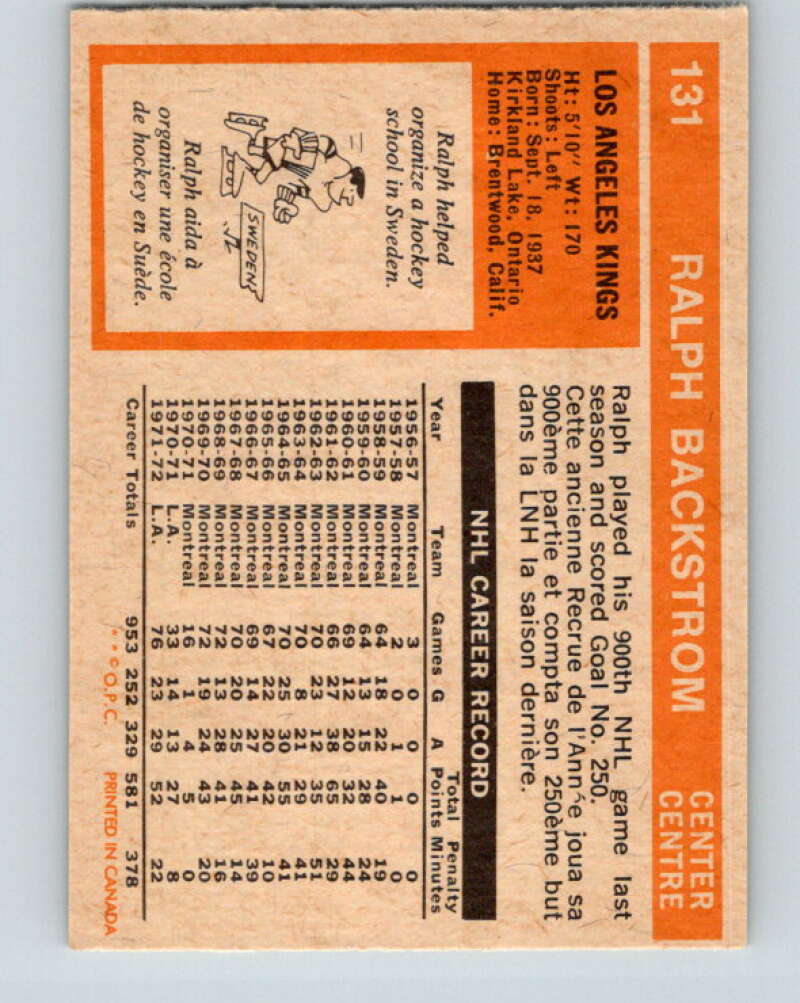 131 RALPH BACKSTROM CENTER
CENTRE
LOS ANGELES KINGS
Ht: 5'10" Wt: 170
Shoots: Left
Born: Sept. 18, 1937
Kirkland Lake, Ontario
Home: Brentwood, Calif.
Ralph helped
organize a hockey
school in Sweden.
SWEDEN
Ralph aida à
organiser une école
de hockey en Suède.
Ralph played his 900th NHL game last
season and scored Goal No. 250.
Cette ancienne Recrue de l'Ann^e joua sa
900ème partie et compta son 250ème but
dans la LNH la saison dernière.
NHL CAREER RECORD
Year Team Games G A Total Points Penalty Minutes
1956-57 Montreal 3 0 0 0 0
1957-58 Montreal 2 0 1 1 0
1958-59 Montreal 64 18 22 40 19
1959-60 Montreal 64 13 15 28 24
1960-61 Montreal 69 12 20 32 44
1961-62 Montreal 66 27 38 65 29
1962-63 Montreal 70 23 12 35 51
1963-64 Montreal 70 8 21 29 41
1964-65 Montreal 70 25 30 55 41
1965-66 Montreal 67 22 20 42 10
1966-67 Montreal 69 14 27 41 39
1967-68 Montreal 70 20 25 45 14
1968-69 Montreal 72 13 28 41 16
1969-70 Montreal 72 19 24 43 20
1970-71 Montreal 16 1 4 5 0
1970-71 L.A. 33 14 13 27 8
1971-72 L.A. 76 23 29 52 22
Career Totals 953 252 329 581 378
* * © O.P.C. PRINTED IN CANADA